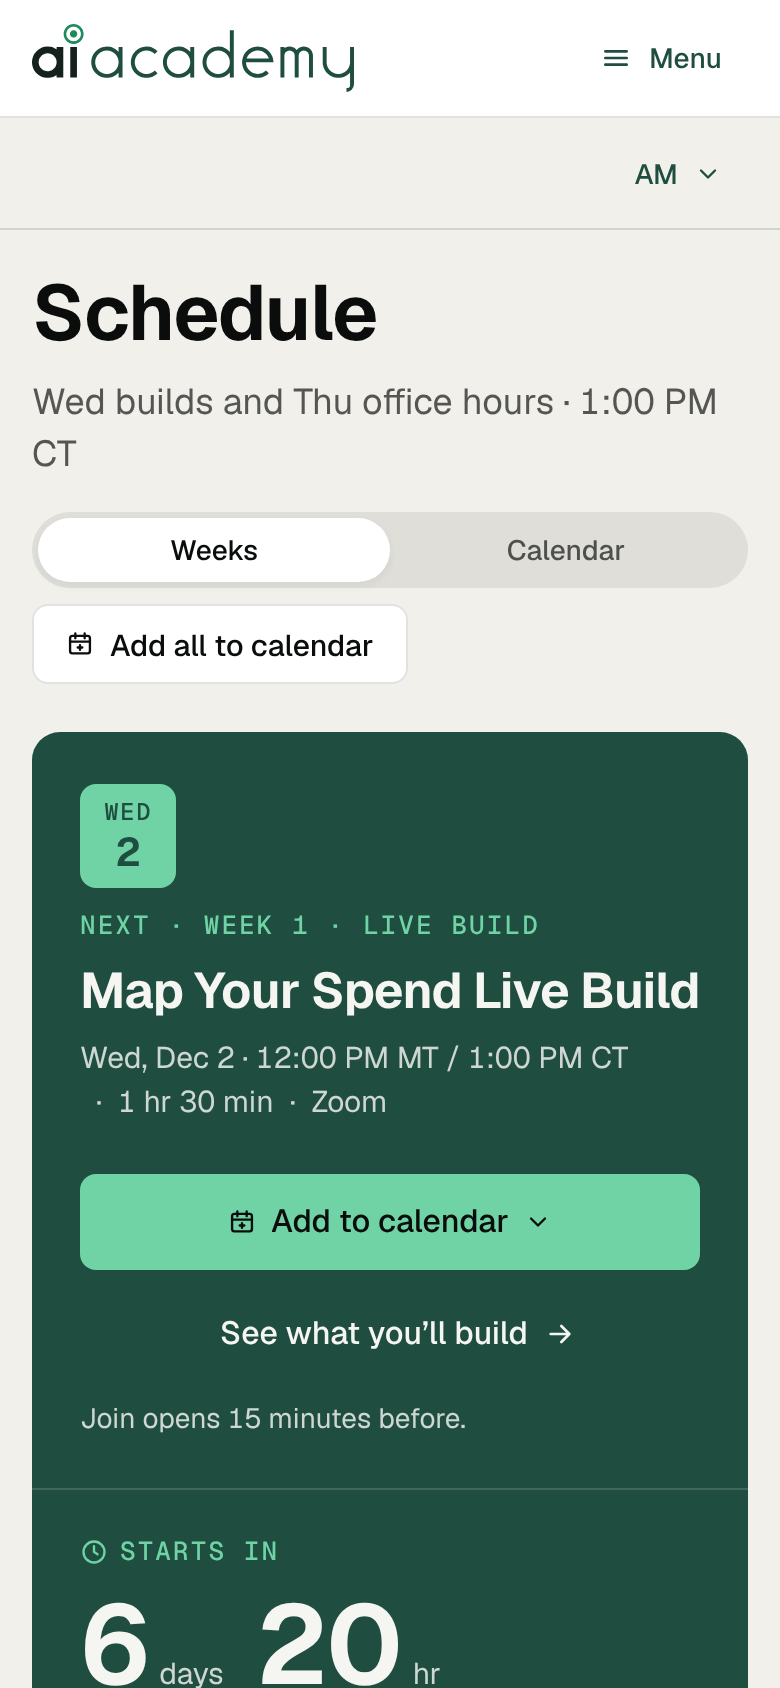 ai academy
Menu
AM
Schedule
Wed builds and Thu office hours · 1:00 PM
CT
Weeks
Calendar
Add all to calendar
WED
2
NEXT · WEEK 1 · LIVE BUILD
Map Your Spend Live Build
Wed, Dec 2 · 12:00 PM MT / 1:00 PM CT
· 1 hr 30 min · Zoom
Add to calendar
See what you’ll build →
Join opens 15 minutes before.
STARTS IN
6 days 20 hr